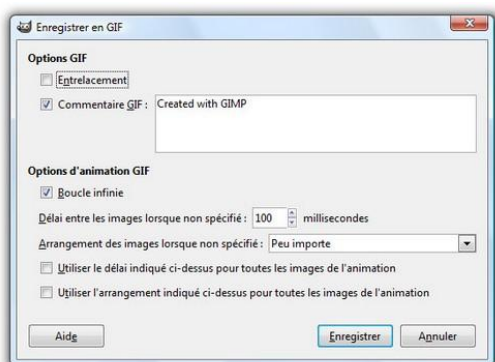 Enregistrer en GIF
Options GIF
Entrelacement
Commentaire GIF : Created with GIMP
Options d'animation GIF
Boucle infinie
Délai entre les images lorsque non spécifié : 100 millisecondes
Arrangement des images lorsque non spécifié : Peu importe
Utiliser le délai indiqué ci-dessus pour toutes les images de l'animation
Utiliser l'arrangement indiqué ci-dessus pour toutes les images de l'animation
Aide Enregistrer Annuler